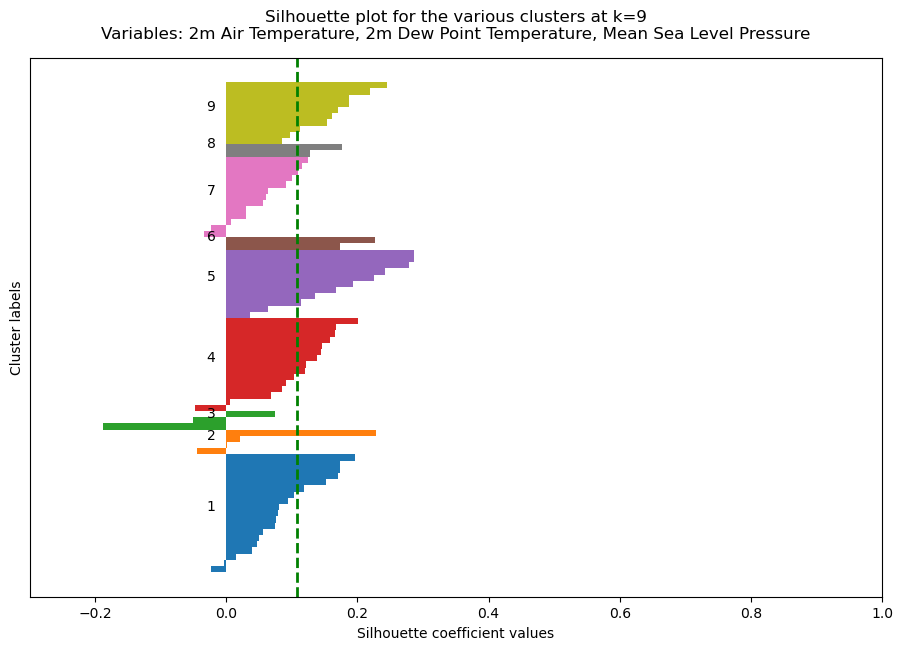 Silhouette plot for the various clusters at k=9
Variables: 2m Air Temperature, 2m Dew Point Temperature, Mean Sea Level Pressure
Cluster labels
9
8
7
6
5
4
3
2
1
−0.2 0.0 0.2 0.4 0.6 0.8 1.0
Silhouette coefficient values